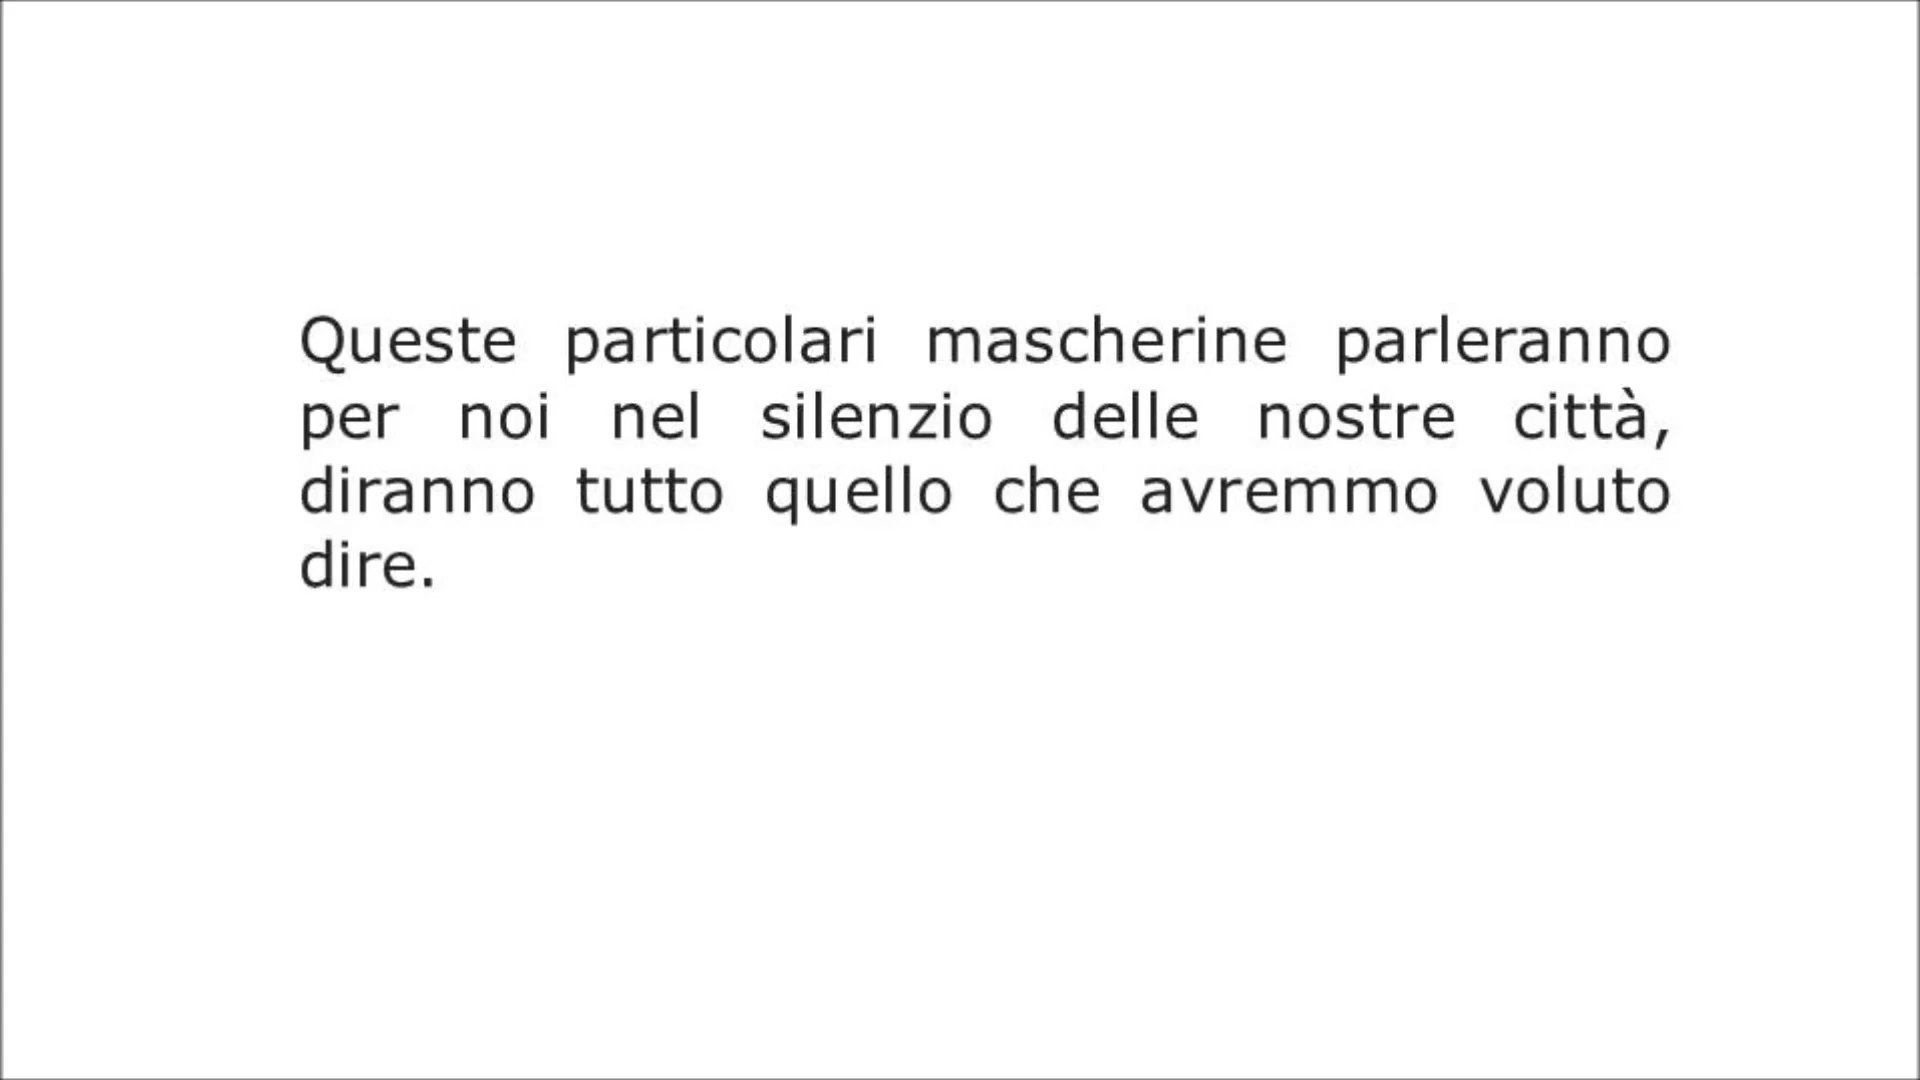 Queste particolari mascherine parleranno
per noi nel silenzio delle nostre città,
diranno tutto quello che avremmo voluto
dire.